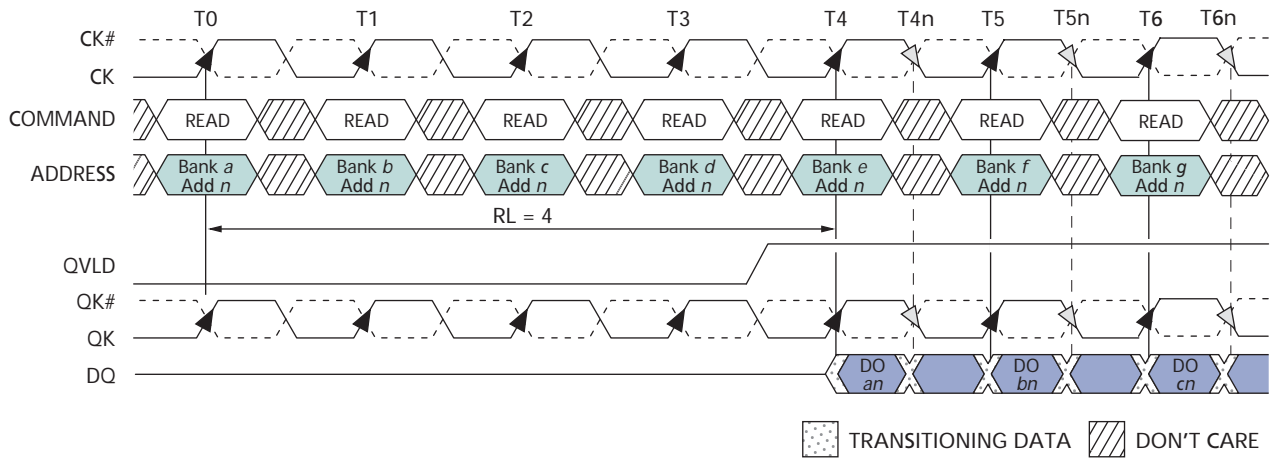 T0 T1 T2 T3 T4 T4n T5 T5n T6 T6n
CK#
CK
COMMAND READ READ READ READ READ READ READ
ADDRESS Bank a Bank b Bank c Bank d Bank e Bank f Bank g
Add n Add n Add n Add n Add n Add n Add n
RL = 4
QVLD
QK#
QK
DQ DO DO DO
an bn cn
TRANSITIONING DATA DON'T CARE